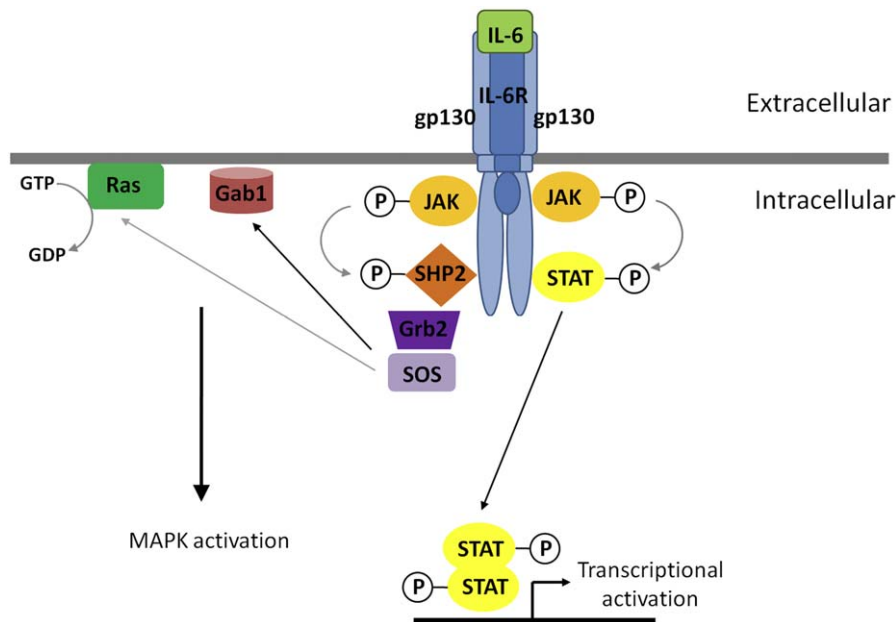 IL-6
IL-6R
gp130
gp130
Extracellular
GTP
Ras
Gab1
P
JAK
JAK
P
Intracellular
GDP
P
SHP2
STAT
P
Grb2
SOS
MAPK activation
STAT
P
P
STAT
Transcriptional
activation